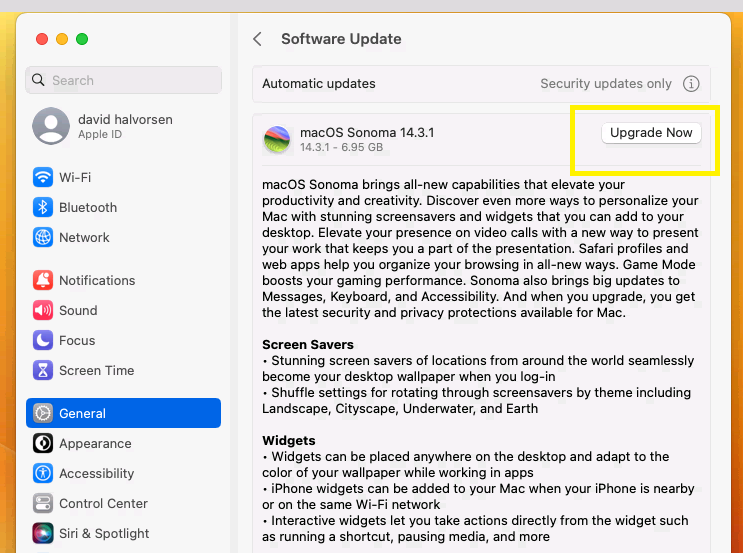 Software Update
Search
david halvorsen
Apple ID
Wi-Fi
Bluetooth
Network
Notifications
Sound
Focus
Screen Time
General
Appearance
Accessibility
Control Center
Siri & Spotlight
Automatic updates
Security updates only
macOS Sonoma 14.3.1
14.3.1 - 6.95 GB
Upgrade Now
macOS Sonoma brings all-new capabilities that elevate your
productivity and creativity. Discover even more ways to personalize your
Mac with stunning screensavers and widgets that you can add to your
desktop. Elevate your presence on video calls with a new way to present
your work that keeps you a part of the presentation. Safari profiles and
web apps help you organize your browsing in all-new ways. Game Mode
boosts your gaming performance. Sonoma also brings big updates to
Messages, Keyboard, and Accessibility. And when you upgrade, you get
the latest security and privacy protections available for Mac.
Screen Savers
• Stunning screen savers of locations from around the world seamlessly
become your desktop wallpaper when you log-in
• Shuffle settings for rotating through screensavers by theme including
Landscape, Cityscape, Underwater, and Earth
Widgets
• Widgets can be placed anywhere on the desktop and adapt to the
color of your wallpaper while working in apps
• iPhone widgets can be added to your Mac when your iPhone is nearby
or on the same Wi-Fi network
• Interactive widgets let you take actions directly from the widget such
as running a shortcut, pausing media, and more